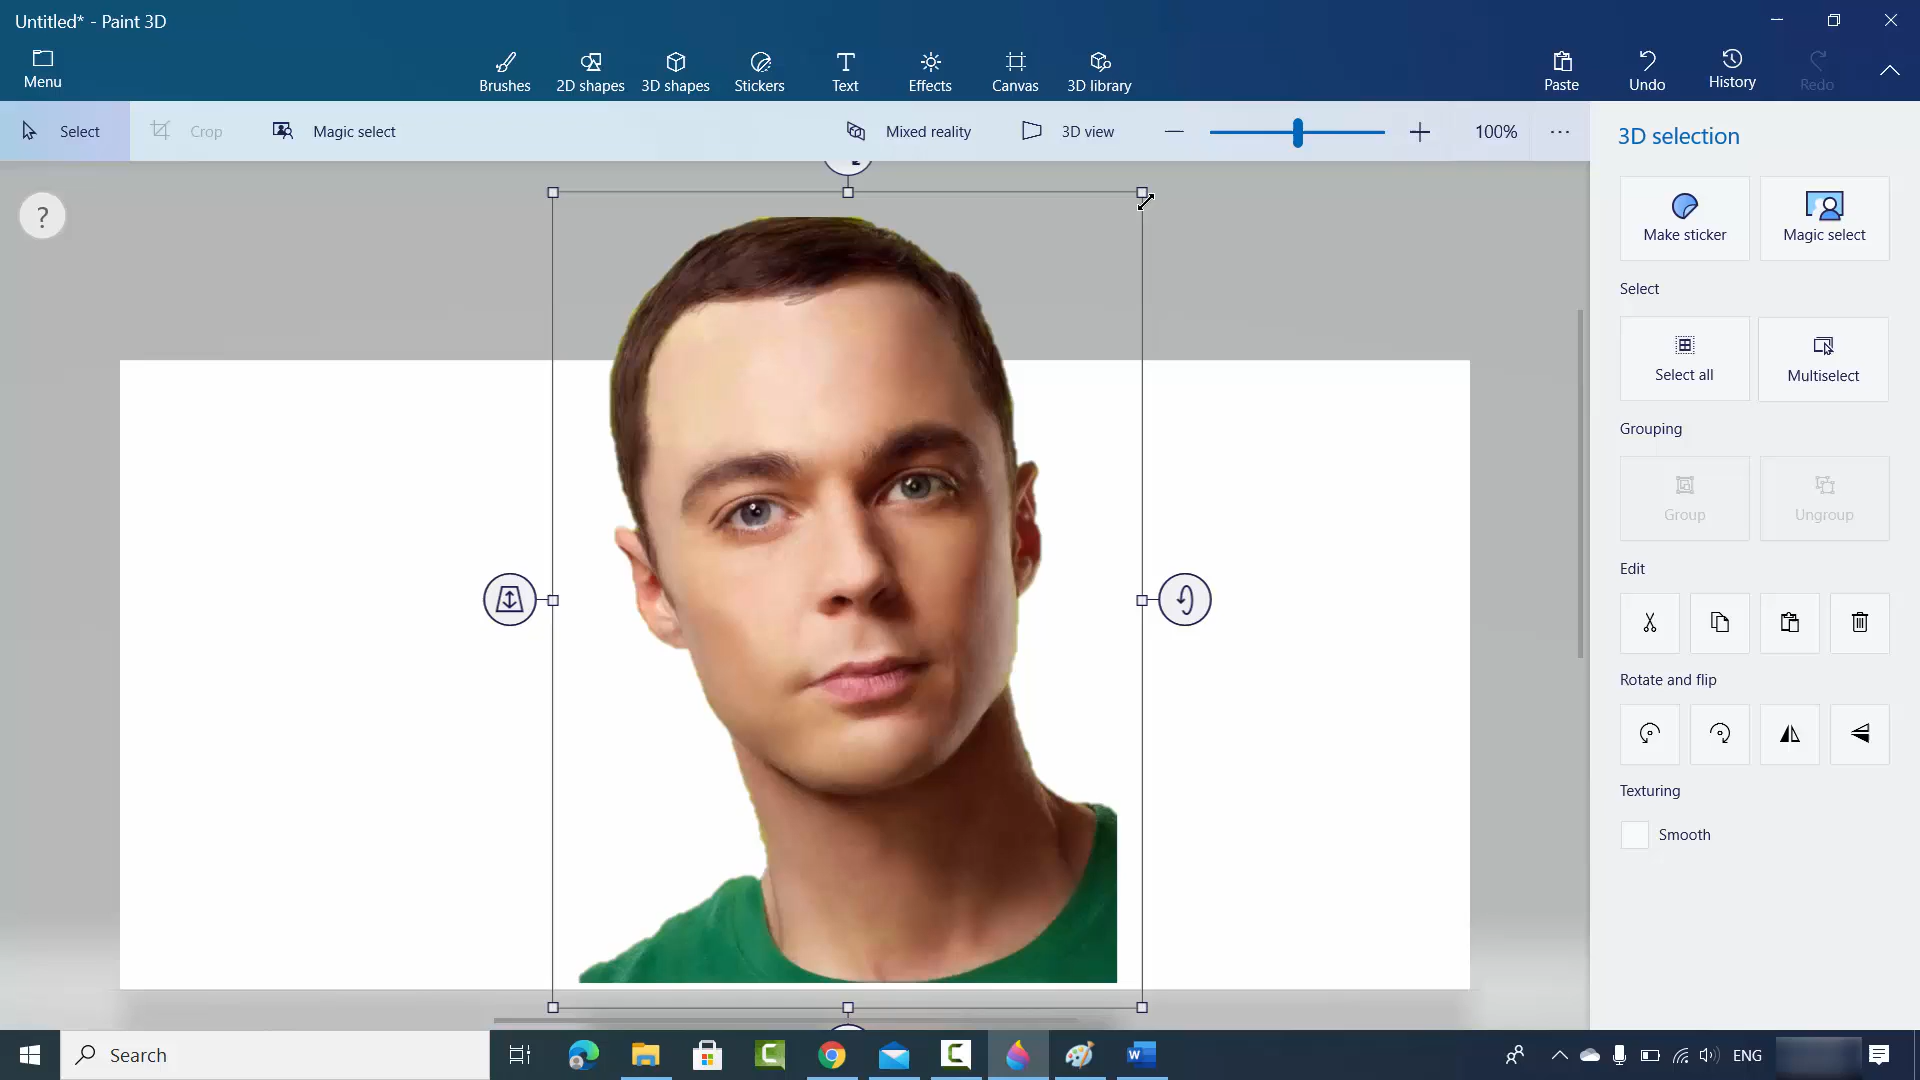 Untitled* - Paint 3D
Menu
Brushes
2D shapes
3D shapes
Stickers
Text
Effects
Canvas
3D library
Paste
Undo
History
Redo
Select
Crop
Magic select
Mixed reality
3D view
100%
?
3D selection
Make sticker
Magic select
Select
Select all
Multiselect
Grouping
Group
Ungroup
Edit
Rotate and flip
Texturing
Smooth
Search
ENG